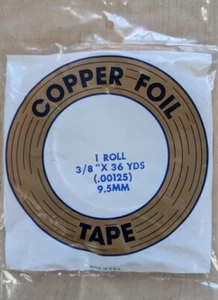 COPPER FOIL
1 ROLL
3/8" X 36 YDS
(.00125)
9.5MM
TAPE